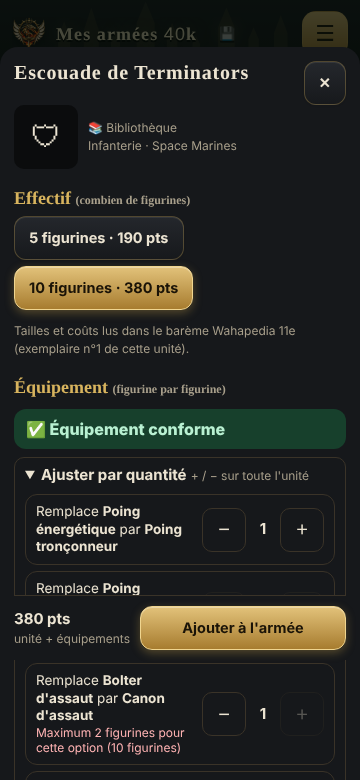 Mes armées 40k
Escouade de Terminators
×
Bibliothèque
Infanterie · Space Marines
Effectif (combien de figurines)
5 figurines · 190 pts
10 figurines · 380 pts
Tailles et coûts lus dans le barème Wahapedia 11e
(exemplaire n°1 de cette unité).
Équipement (figurine par figurine)
✅ Équipement conforme
▼ Ajuster par quantité + / − sur toute l'unité
Remplace Poing
énergétique par Poing
tronçonneur
− 1 +
Remplace Poing
380 pts
unité + équipements
Ajouter à l'armée
Remplace Bolter
d'assaut par Canon
d'assaut
Maximum 2 figurines pour
cette option (10 figurines)
− 1 +